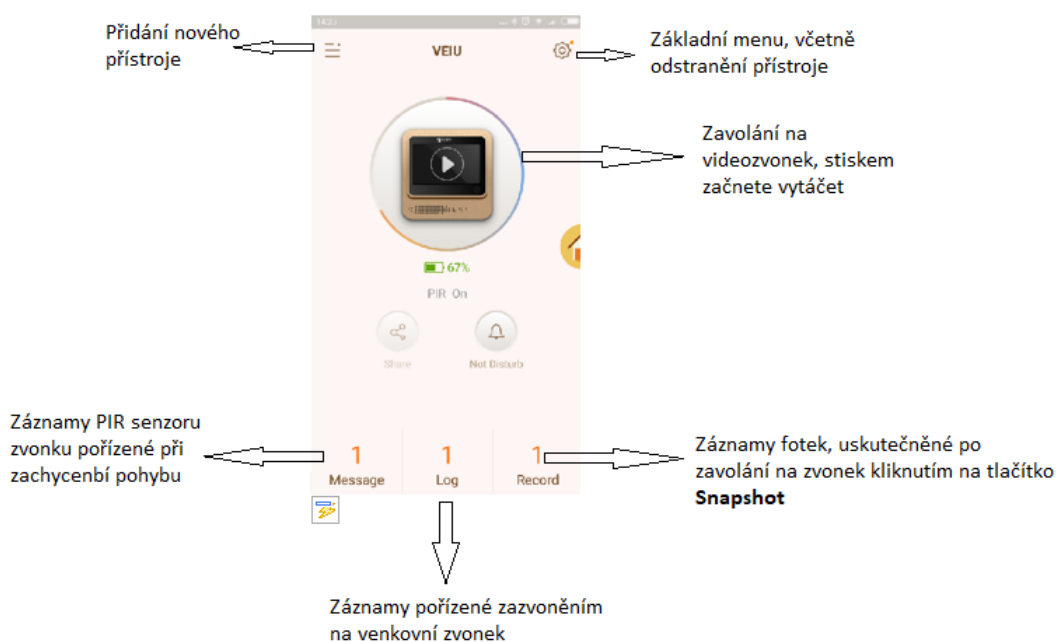 14:23
Přidání nového
přístroje
VEIU
Základní menu, včetně
odstranění přístroje
Zavolání na
videozvonek, stiskem
začnete vytáčet
67%
PIR On
Share
Not Disturb
Záznamy PIR senzoru
zvonku pořízené při
zachycenbí pohybu
1
Message
1
Log
1
Record
Záznamy fotek, uskutečněné po
zavolání na zvonek kliknutím na tlačítko
Snapshot
Záznamy pořízené zazvoněním
na venkovní zvonek